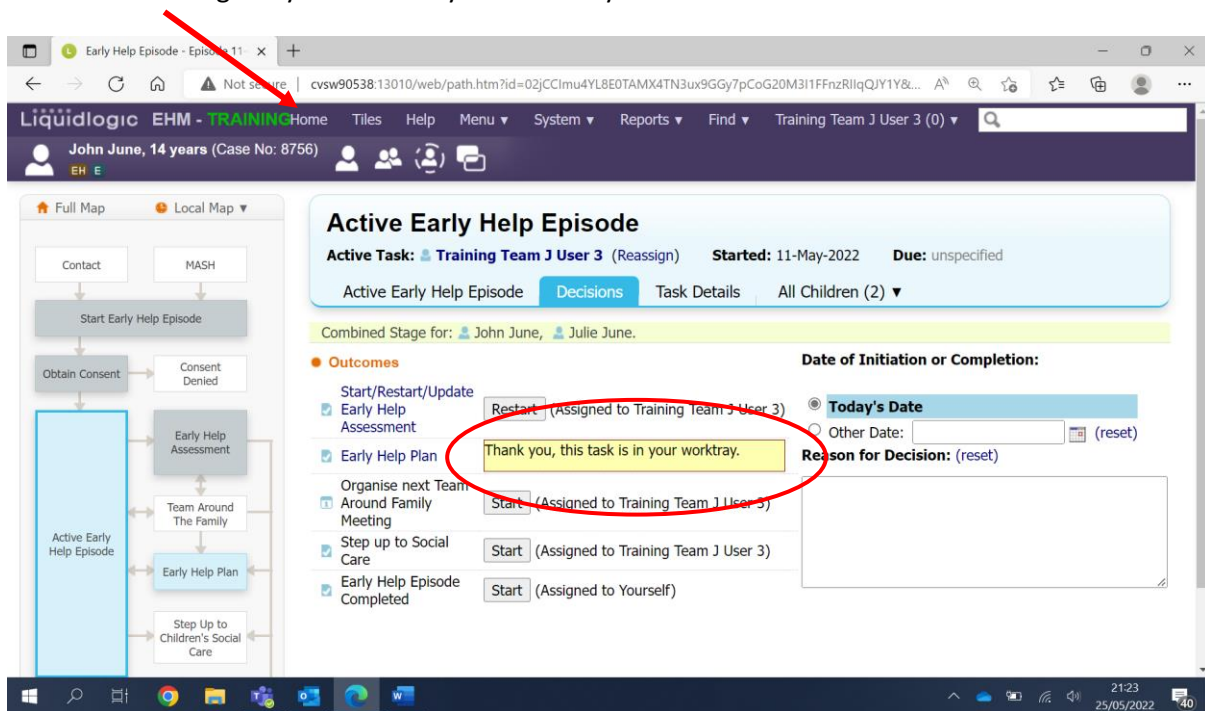 Early Help Episode - Episode 11
Not secure | cvsw90538:13010/web/path.htm?id=02jCCImu4YL8E0TAMX4TN3ux9GGy7pCoG20M3I1FFnzRIIqQJY1Y&...
Liquidlogic EHM - TRAINING Home Tiles Help Menu ▼ System ▼ Reports ▼ Find ▼ Training Team J User 3 (0) ▼
John June, 14 years (Case No: 8756)
EH E
Full Map Local Map ▼
Contact MASH
Start Early Help Episode
Obtain Consent
Consent
Denied
Active Early
Help Episode
Early Help
Assessment
Team Around
The Family
Early Help Plan
Step Up to
Children's Social
Care
Active Early Help Episode
Active Task: Training Team J User 3 (Reassign) Started: 11-May-2022 Due: unspecified
Active Early Help Episode Decisions Task Details All Children (2) ▼
Combined Stage for: John June, Julie June.
Outcomes
Start/Restart/Update
Early Help
Assessment
Restart (Assigned to Training Team J User 3)
Early Help Plan
Thank you, this task is in your worktray.
Organise next Team
Around Family
Meeting
Start (Assigned to Training Team J User 3)
Step up to Social
Care
Start (Assigned to Training Team J User 3)
Early Help Episode
Completed
Start (Assigned to Yourself)
Date of Initiation or Completion:
Today's Date
Other Date: (reset)
Reason for Decision: (reset)
21:23
25/05/2022
40